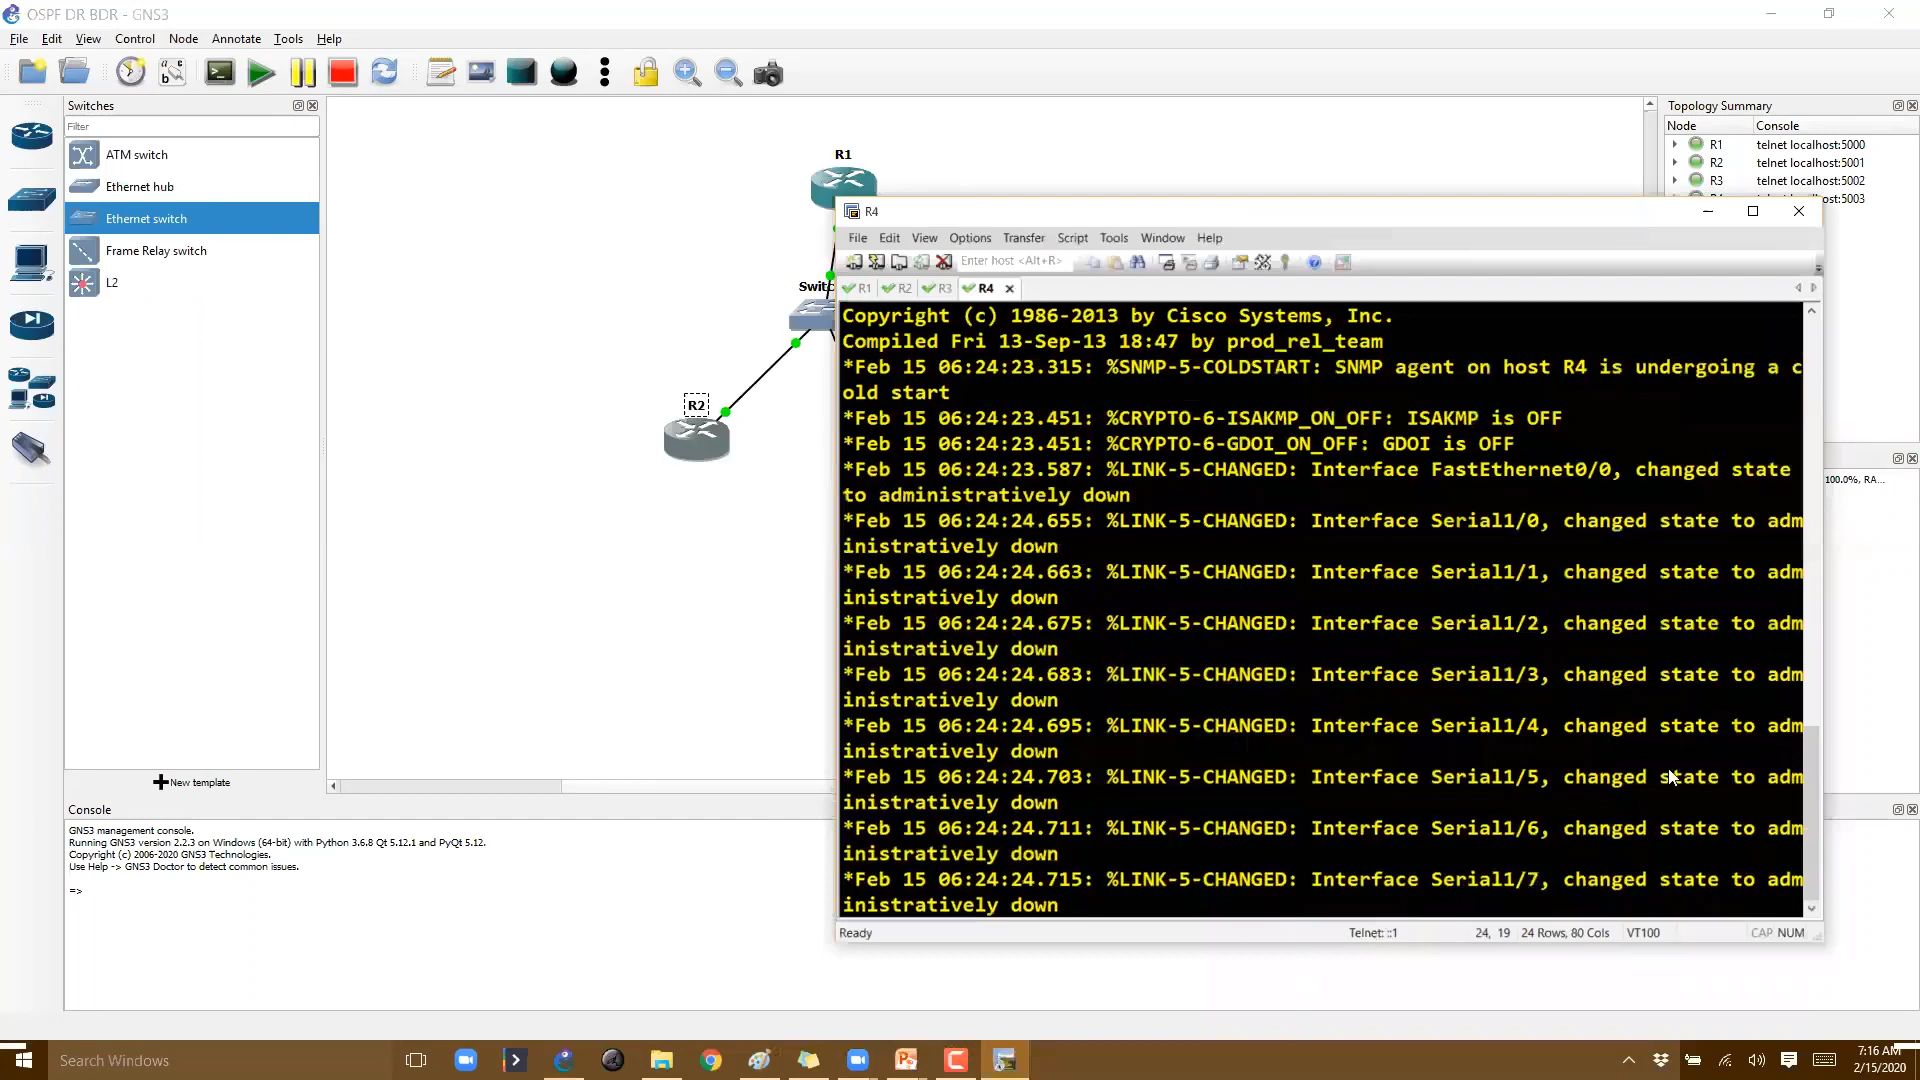 OSPF DR BDR - GNS3
File Edit View Control Node Annotate Tools Help
Switches
Filter
ATM switch
Ethernet hub
Ethernet switch
Frame Relay switch
L2
New template
R1
Switc
R2
Topology Summary
Node Console
R1 telnet localhost:5000
R2 telnet localhost:5001
R3 telnet localhost:5002
ost:5003
100.0%, RA...
R4
File Edit View Options Transfer Script Tools Window Help
Enter host <Alt+R>
R1 R2 R3 R4
Copyright (c) 1986-2013 by Cisco Systems, Inc.
Compiled Fri 13-Sep-13 18:47 by prod_rel_team
*Feb 15 06:24:23.315: %SNMP-5-COLDSTART: SNMP agent on host R4 is undergoing a c
old start
*Feb 15 06:24:23.451: %CRYPTO-6-ISAKMP_ON_OFF: ISAKMP is OFF
*Feb 15 06:24:23.451: %CRYPTO-6-GDOI_ON_OFF: GDOI is OFF
*Feb 15 06:24:23.587: %LINK-5-CHANGED: Interface FastEthernet0/0, changed state
to administratively down
*Feb 15 06:24:24.655: %LINK-5-CHANGED: Interface Serial1/0, changed state to adm
inistratively down
*Feb 15 06:24:24.663: %LINK-5-CHANGED: Interface Serial1/1, changed state to adm
inistratively down
*Feb 15 06:24:24.675: %LINK-5-CHANGED: Interface Serial1/2, changed state to adm
inistratively down
*Feb 15 06:24:24.683: %LINK-5-CHANGED: Interface Serial1/3, changed state to adm
inistratively down
*Feb 15 06:24:24.695: %LINK-5-CHANGED: Interface Serial1/4, changed state to adm
inistratively down
*Feb 15 06:24:24.703: %LINK-5-CHANGED: Interface Serial1/5, changed state to adm
inistratively down
*Feb 15 06:24:24.711: %LINK-5-CHANGED: Interface Serial1/6, changed state to adm
inistratively down
*Feb 15 06:24:24.715: %LINK-5-CHANGED: Interface Serial1/7, changed state to adm
inistratively down
Ready Telnet: ::1 24, 19 24 Rows, 80 Cols VT100 CAP NUM
Console
GNS3 management console.
Running GNS3 version 2.2.3 on Windows (64-bit) with Python 3.6.8 Qt 5.12.1 and PyQt 5.12.
Copyright (c) 2006-2020 GNS3 Technologies.
Use Help -> GNS3 Doctor to detect common issues.
=>
Search Windows
7:16 AM
2/15/2020